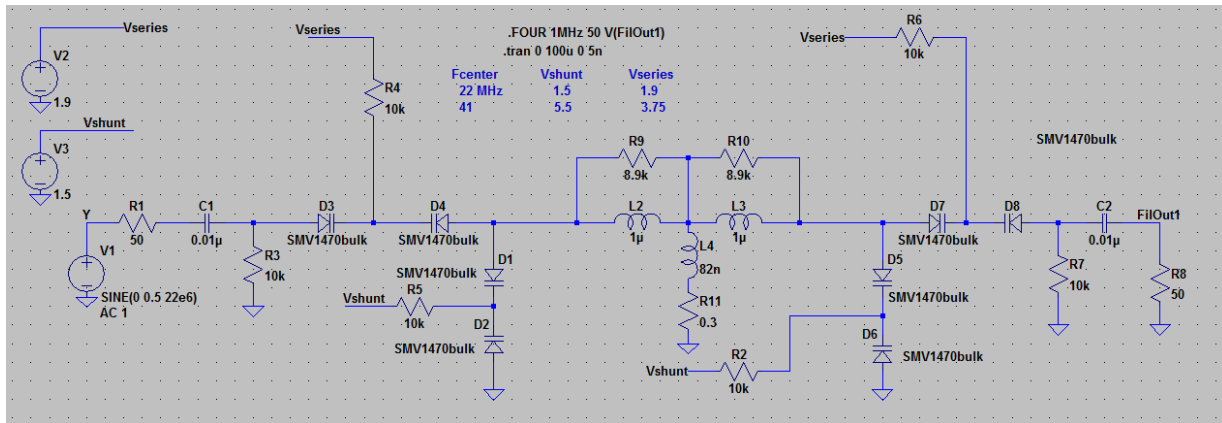 Vseries
V2
1.9
Vshunt
V3
1.5
Y
R1
50
C1
0.01µ
V1
SINE(0 0.5 22e6)
AC 1
R3
10k
Vseries
R4
10k
D3
SMV1470bulk
D4
SMV1470bulk
.FOUR 1MHz 50 V(FilOut1)
.tran 0 100u 0 5n
Fcenter Vshunt Vseries
22 MHz 1.5 1.9
41 5.5 3.75
SMV1470bulk
D1
Vshunt
R5
10k
D2
SMV1470bulk
R9
8.9k
R10
8.9k
L2
1µ
L3
1µ
L4
82n
R11
0.3
Vshunt
R2
10k
Vseries
R6
10k
SMV1470bulk
D7
SMV1470bulk
D8
D5
SMV1470bulk
D6
SMV1470bulk
C2
0.01µ
FilOut1
R7
10k
R8
50